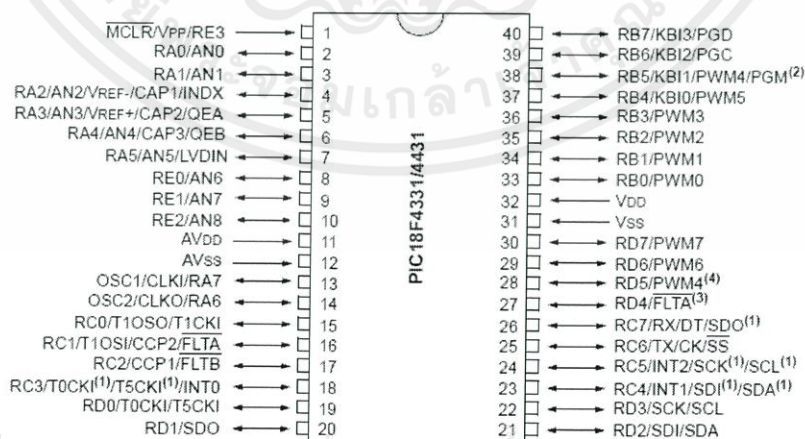 MCLR/VPP/RE3 1
RA0/AN0 2
RA1/AN1 3
RA2/AN2/VREF-/CAP1/INDX 4
RA3/AN3/VREF+/CAP2/QEA 5
RA4/AN4/CAP3/QEB 6
RA5/AN5/LVDIN 7
RE0/AN6 8
RE1/AN7 9
RE2/AN8 10
AVDD 11
AVSS 12
OSC1/CLKI/RA7 13
OSC2/CLKO/RA6 14
RC0/T1OSO/T1CKI 15
RC1/T1OSI/CCP2/FLTA 16
RC2/CCP1/FLTB 17
RC3/T0CKI(1)/T5CKI(1)/INT0 18
RD0/T0CKI/T5CKI 19
RD1/SDO 20
PIC18F4331/4431
40 RB7/KBI3/PGD
39 RB6/KBI2/PGC
38 RB5/KBI1/PWM4/PGM(2)
37 RB4/KBI0/PWM5
36 RB3/PWM3
35 RB2/PWM2
34 RB1/PWM1
33 RB0/PWM0
32 VDD
31 VSS
30 RD7/PWM7
29 RD6/PWM6
28 RD5/PWM4(4)
27 RD4/FLTA(3)
26 RC7/RX/DT/SDO(1)
25 RC6/TX/CK/SS
24 RC5/INT2/SCK(1)/SCL(1)
23 RC4/INT1/SDI(1)/SDA(1)
22 RD3/SCK/SCL
21 RD2/SDI/SDA